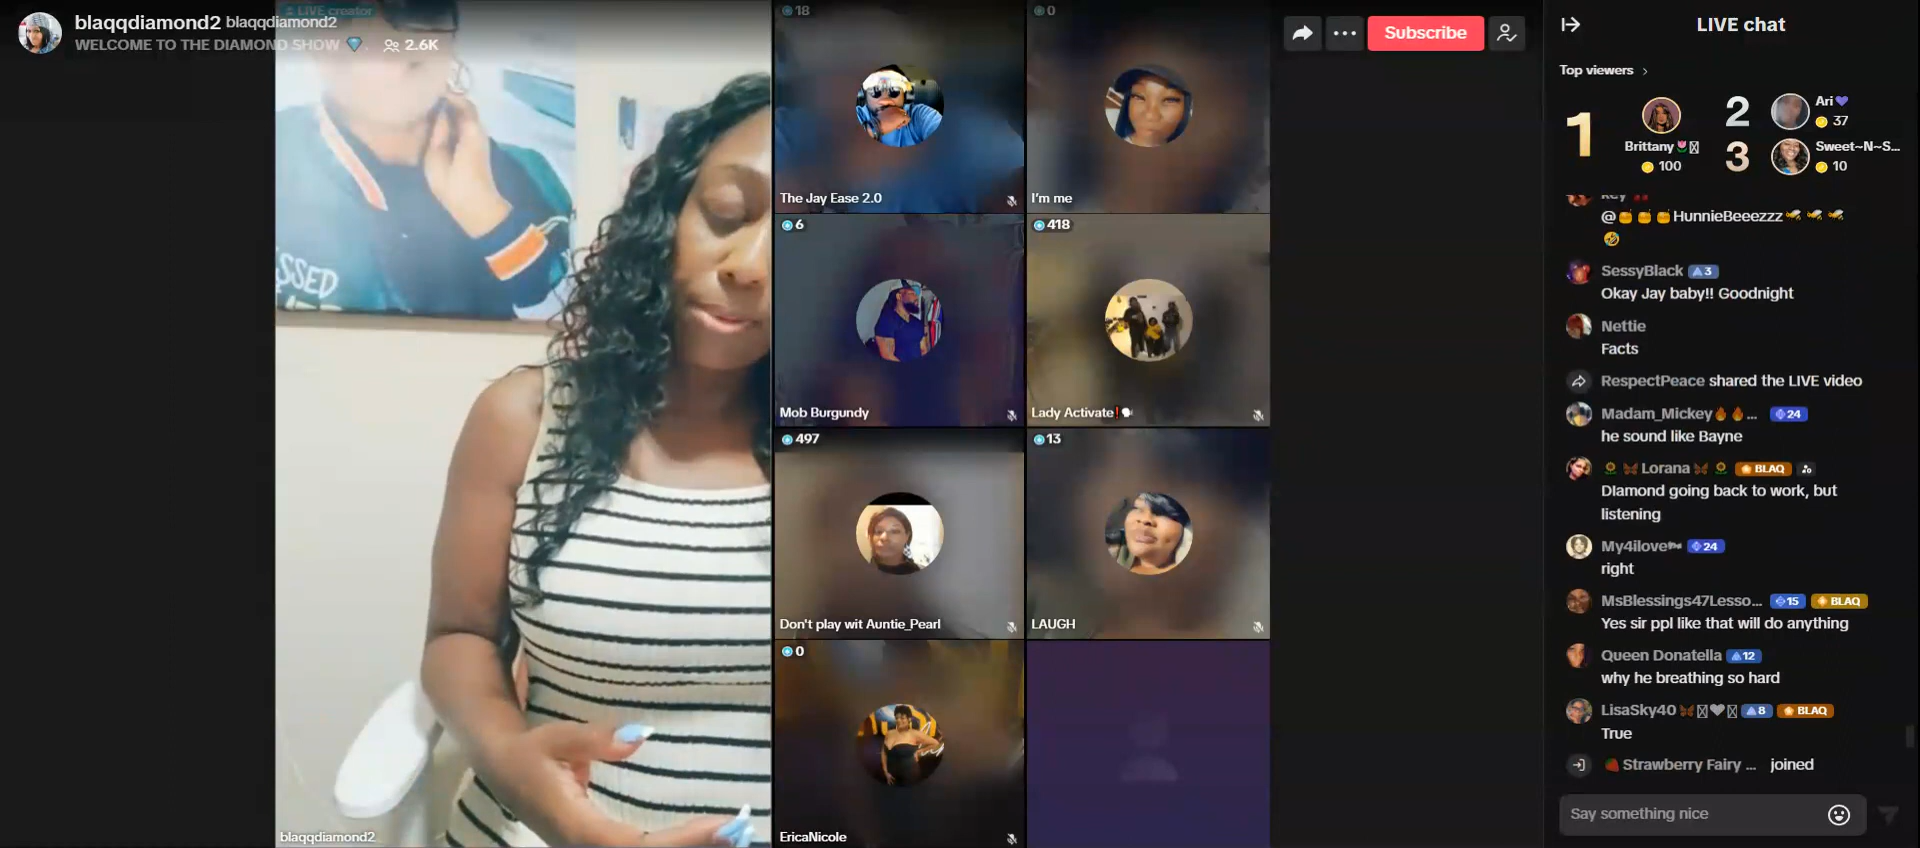 LIVE creator
blaqqdiamond2 blaqqdiamond2
WELCOME TO THE DIAMOND SHOW 💎 2.6K
SSED
blaqqdiamond2
18
The Jay Ease 2.0
0
I'm me
6
Mob Burgundy
418
Lady Activate❗🗣
497
Don't play wit Auntie_Pearl
13
LAUGH
0
EricaNicole
Subscribe
LIVE chat
Top viewers >
1
Brittany🌷
100
2
Ari💜
37
3
Sweet~N~S...
10
Key
@🍯🍯🍯HunnieBeeezzz🐝🐝🐝
🤣
SessyBlack 3
Okay Jay baby!! Goodnight
Nettie
Facts
RespectPeace shared the LIVE video
Madam_Mickey🔥🔥... 24
he sound like Bayne
🌻🦋Lorana🦋🌻 BLAQ
DIamond going back to work, but
listening
My4ilove 24
right
MsBlessings47Lesso... 15 BLAQ
Yes sir ppl like that will do anything
Queen Donatella 12
why he breathing so hard
LisaSky40 🦋🤍 8 BLAQ
True
🍓Strawberry Fairy ... joined
Say something nice